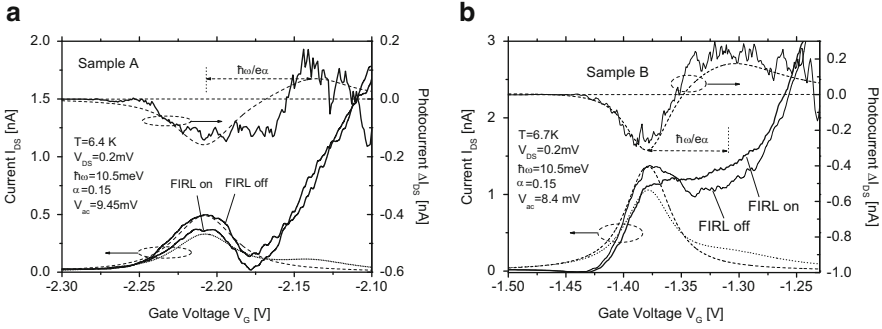 a
b
Sample A
ħω/eα
T=6.4 K
V_DS=0.2mV
ħω=10.5meV
α=0.15
V_ac=9.45mV
FIRL on
FIRL off
2.0
1.5
1.0
0.5
0.0
Current I_DS [nA]
0.2
0.1
0.0
-0.1
-0.2
-0.4
-0.6
Photocurrent ΔI_DS [nA]
-2.30
-2.25
-2.20
-2.15
-2.10
Gate Voltage V_G [V]
Sample B
ħω/eα
T=6.7K
V_DS=0.2mV
ħω=10.5meV
α=0.15
V_ac=8.4 mV
FIRL on
FIRL off
3
2
1
0
Current I_DS [nA]
0.2
0.0
-0.2
-0.4
-0.6
-0.8
-1.0
Photocurrent ΔI_DS [nA]
-1.50
-1.45
-1.40
-1.35
-1.30
-1.25
Gate Voltage V_G [V]